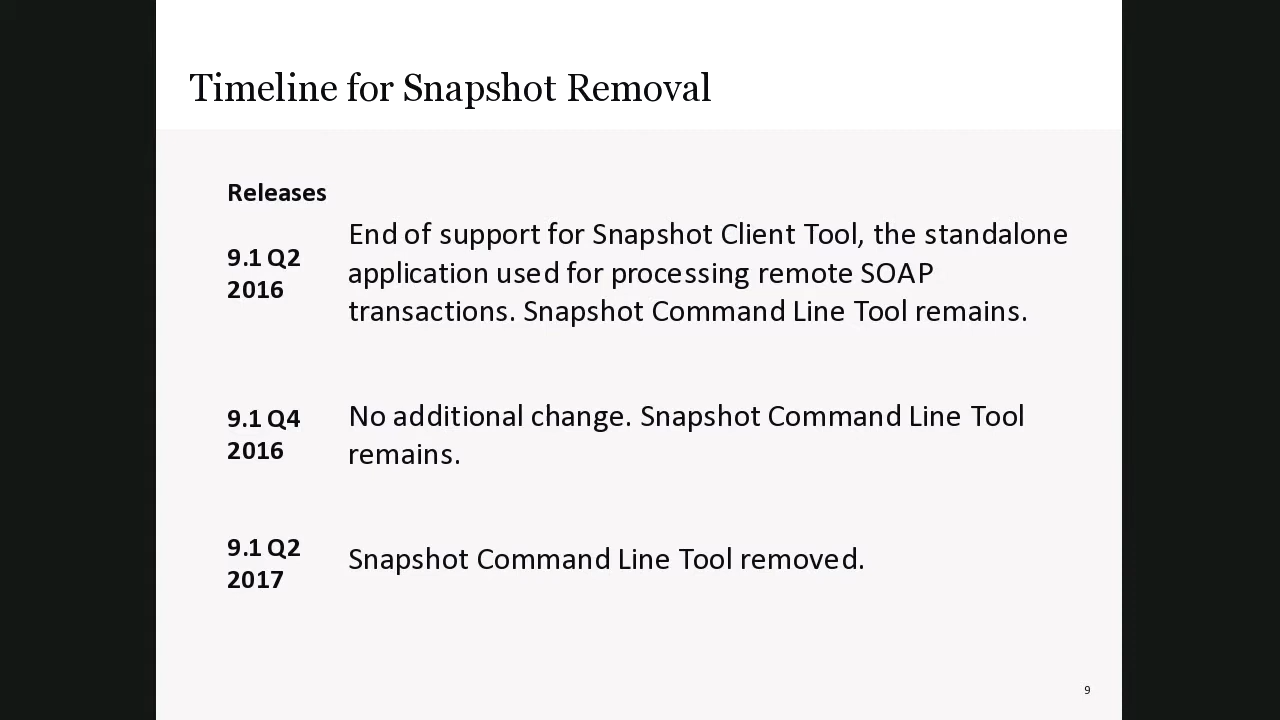 Timeline for Snapshot Removal
Releases
9.1 Q2
2016
End of support for Snapshot Client Tool, the standalone
application used for processing remote SOAP
transactions. Snapshot Command Line Tool remains.
9.1 Q4
2016
No additional change. Snapshot Command Line Tool
remains.
9.1 Q2
2017
Snapshot Command Line Tool removed.
9